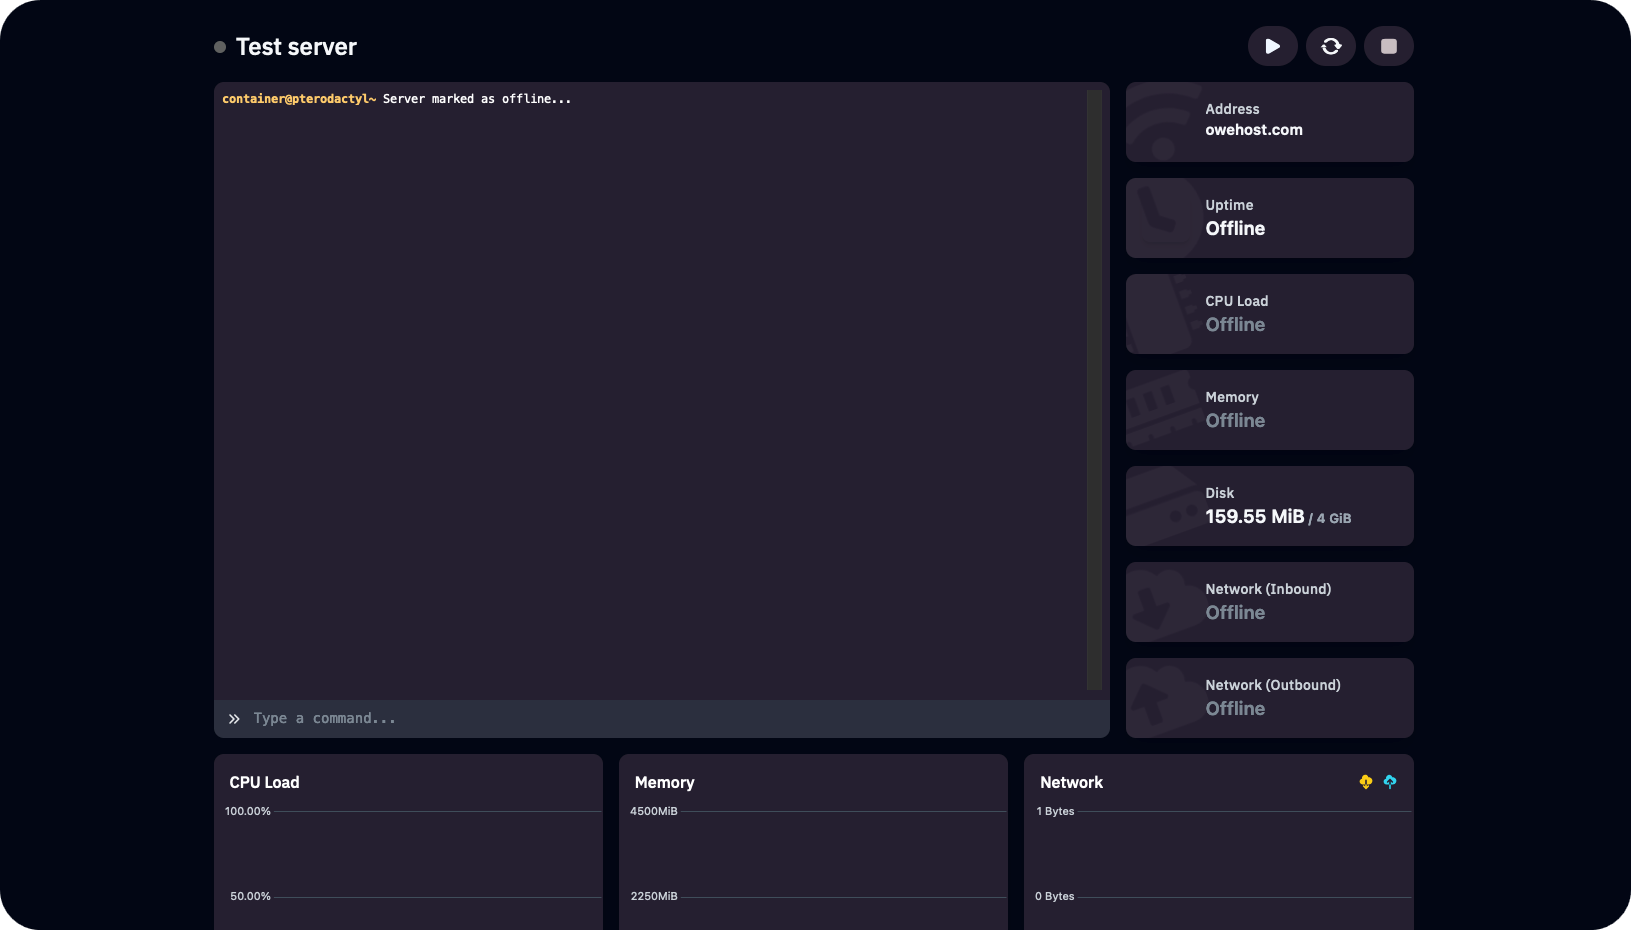 Test server
container@pterodactyl~ Server marked as offline...
Type a command...
Address
owehost.com
Uptime
Offline
CPU Load
Offline
Memory
Offline
Disk
159.55 MiB / 4 GiB
Network (Inbound)
Offline
Network (Outbound)
Offline
CPU Load
100.00%
50.00%
Memory
4500MiB
2250MiB
Network
1 Bytes
0 Bytes